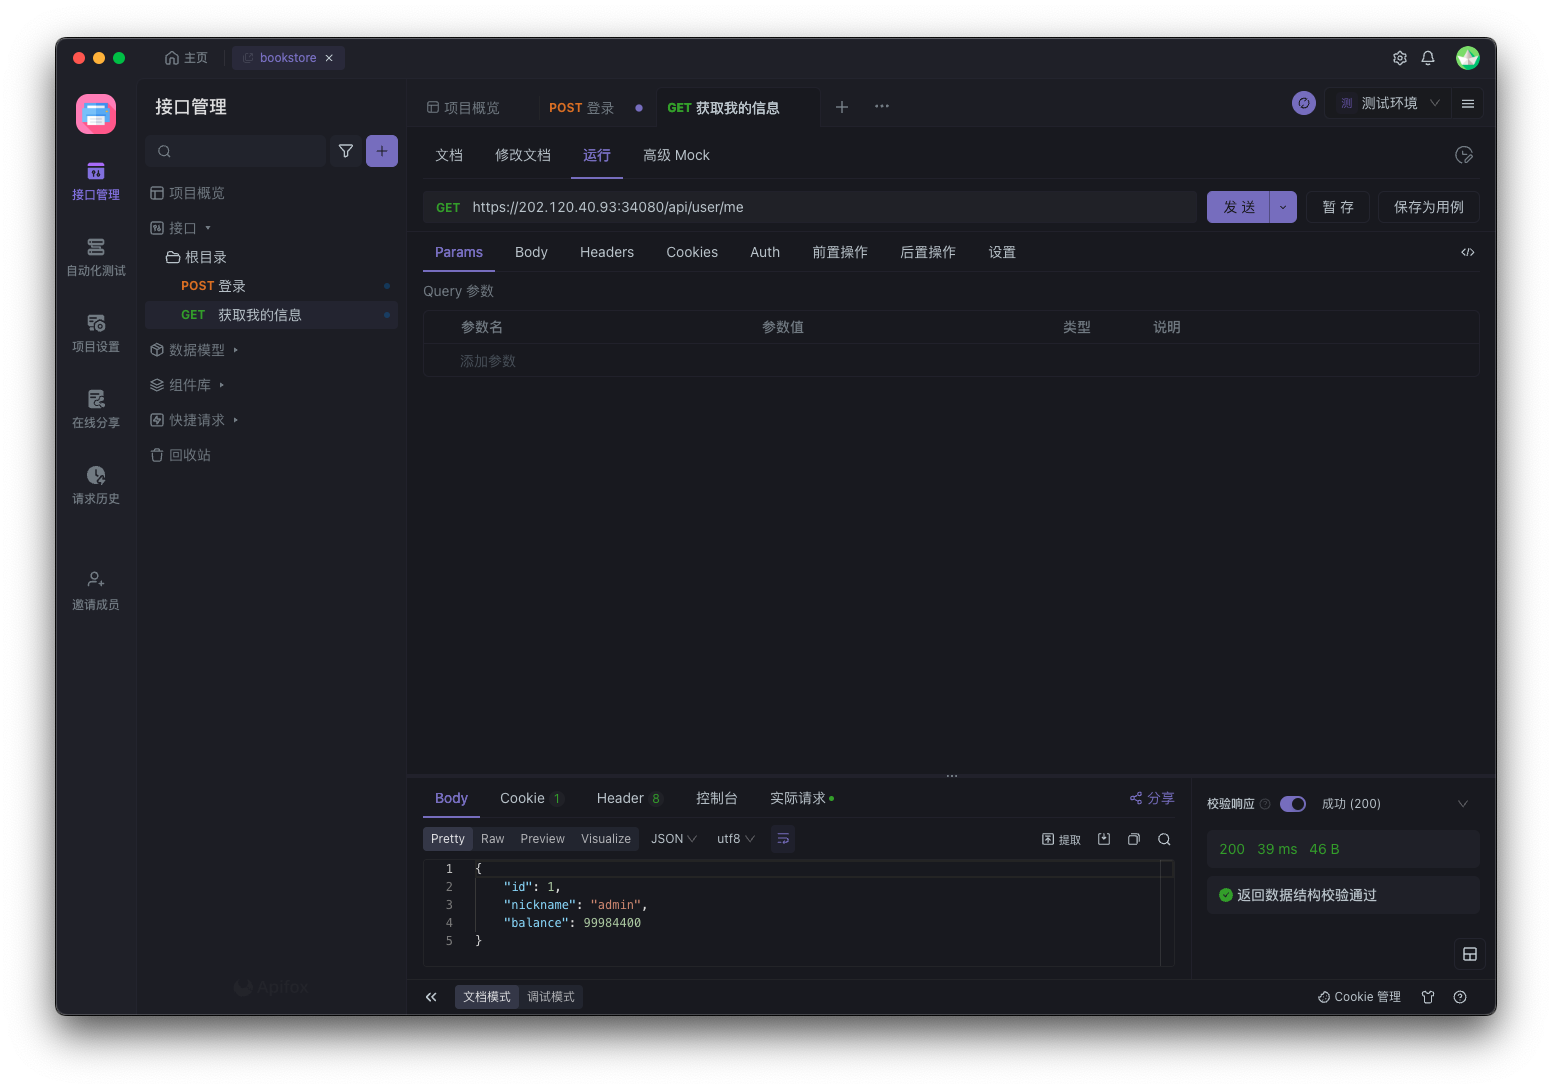 主页
bookstore
接口管理
接口管理
自动化测试
项目设置
在线分享
请求历史
邀请成员
项目概览
接口
根目录
POST 登录
GET 获取我的信息
数据模型
组件库
快捷请求
回收站
Apifox
项目概览
POST 登录
GET 获取我的信息
测 测试环境
文档 修改文档 运行 高级 Mock
GET https://202.120.40.93:34080/api/user/me
发 送
暂 存
保存为用例
Params Body Headers Cookies Auth 前置操作 后置操作 设置
Query 参数
参数名 参数值 类型 说明
添加参数
Body Cookie 1 Header 8 控制台 实际请求
分享
Pretty Raw Preview Visualize JSON utf8
提取
1 {
2 "id": 1,
3 "nickname": "admin",
4 "balance": 99984400
5 }
校验响应 成功 (200)
200 39 ms 46 B
返回数据结构校验通过
文档模式 调试模式
Cookie 管理